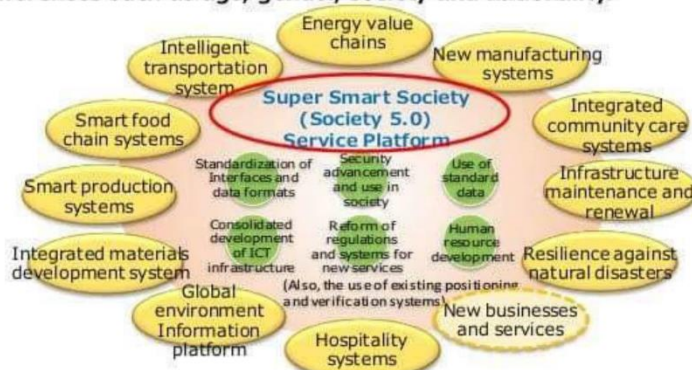 Energy value
chains
Intelligent
transportation
system
New manufacturing
systems
Super Smart Society
(Society 5.0)
Service Platform
Smart food
chain systems
Integrated
community care
systems
Standardization of
Interfaces and
data formats
Security
advancement
and use in
society
Use of
standard
data
Smart production
systems
Infrastructure
maintenance and
renewal
Consolidated
development
of ICT
infrastructure
Reform of
regulations
and systems for
new services
Human
resource
development
Integrated materials
development system
Resilience against
natural disasters
(Also, the use of existing positioning
and verification systems)
Global
environment
Information
platform
New businesses
and services
Hospitality
systems